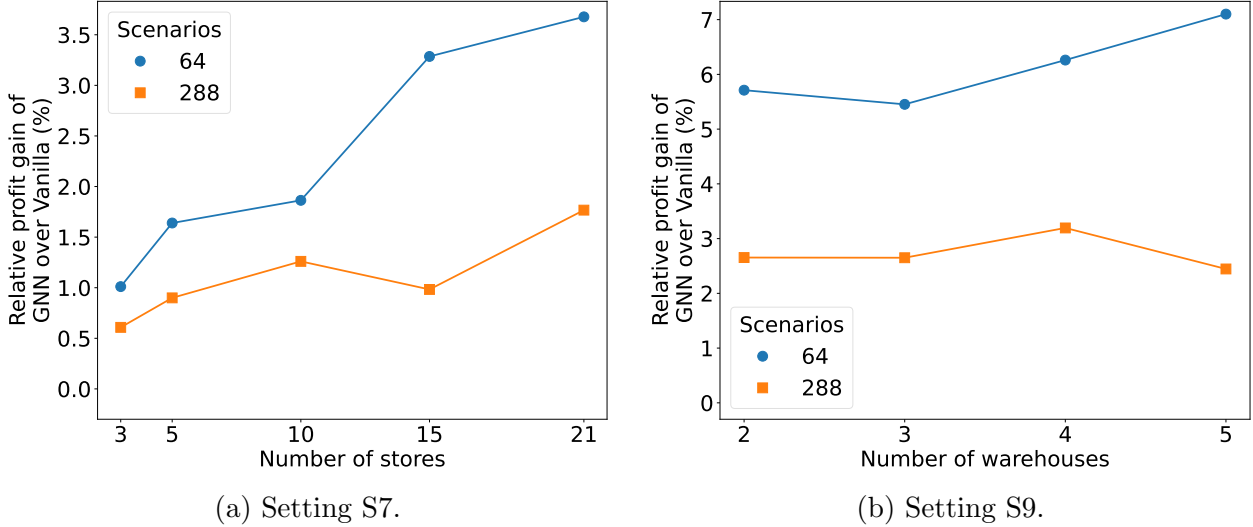 Relative profit gain of
GNN over Vanilla (%)
3.5
3.0
2.5
2.0
1.5
1.0
0.5
0.0
Scenarios
64
288
3 5 10 15 21
Number of stores
(a) Setting S7.
Relative profit gain of
GNN over Vanilla (%)
7
6
5
4
3
2
1
0
Scenarios
64
288
2 3 4 5
Number of warehouses
(b) Setting S9.